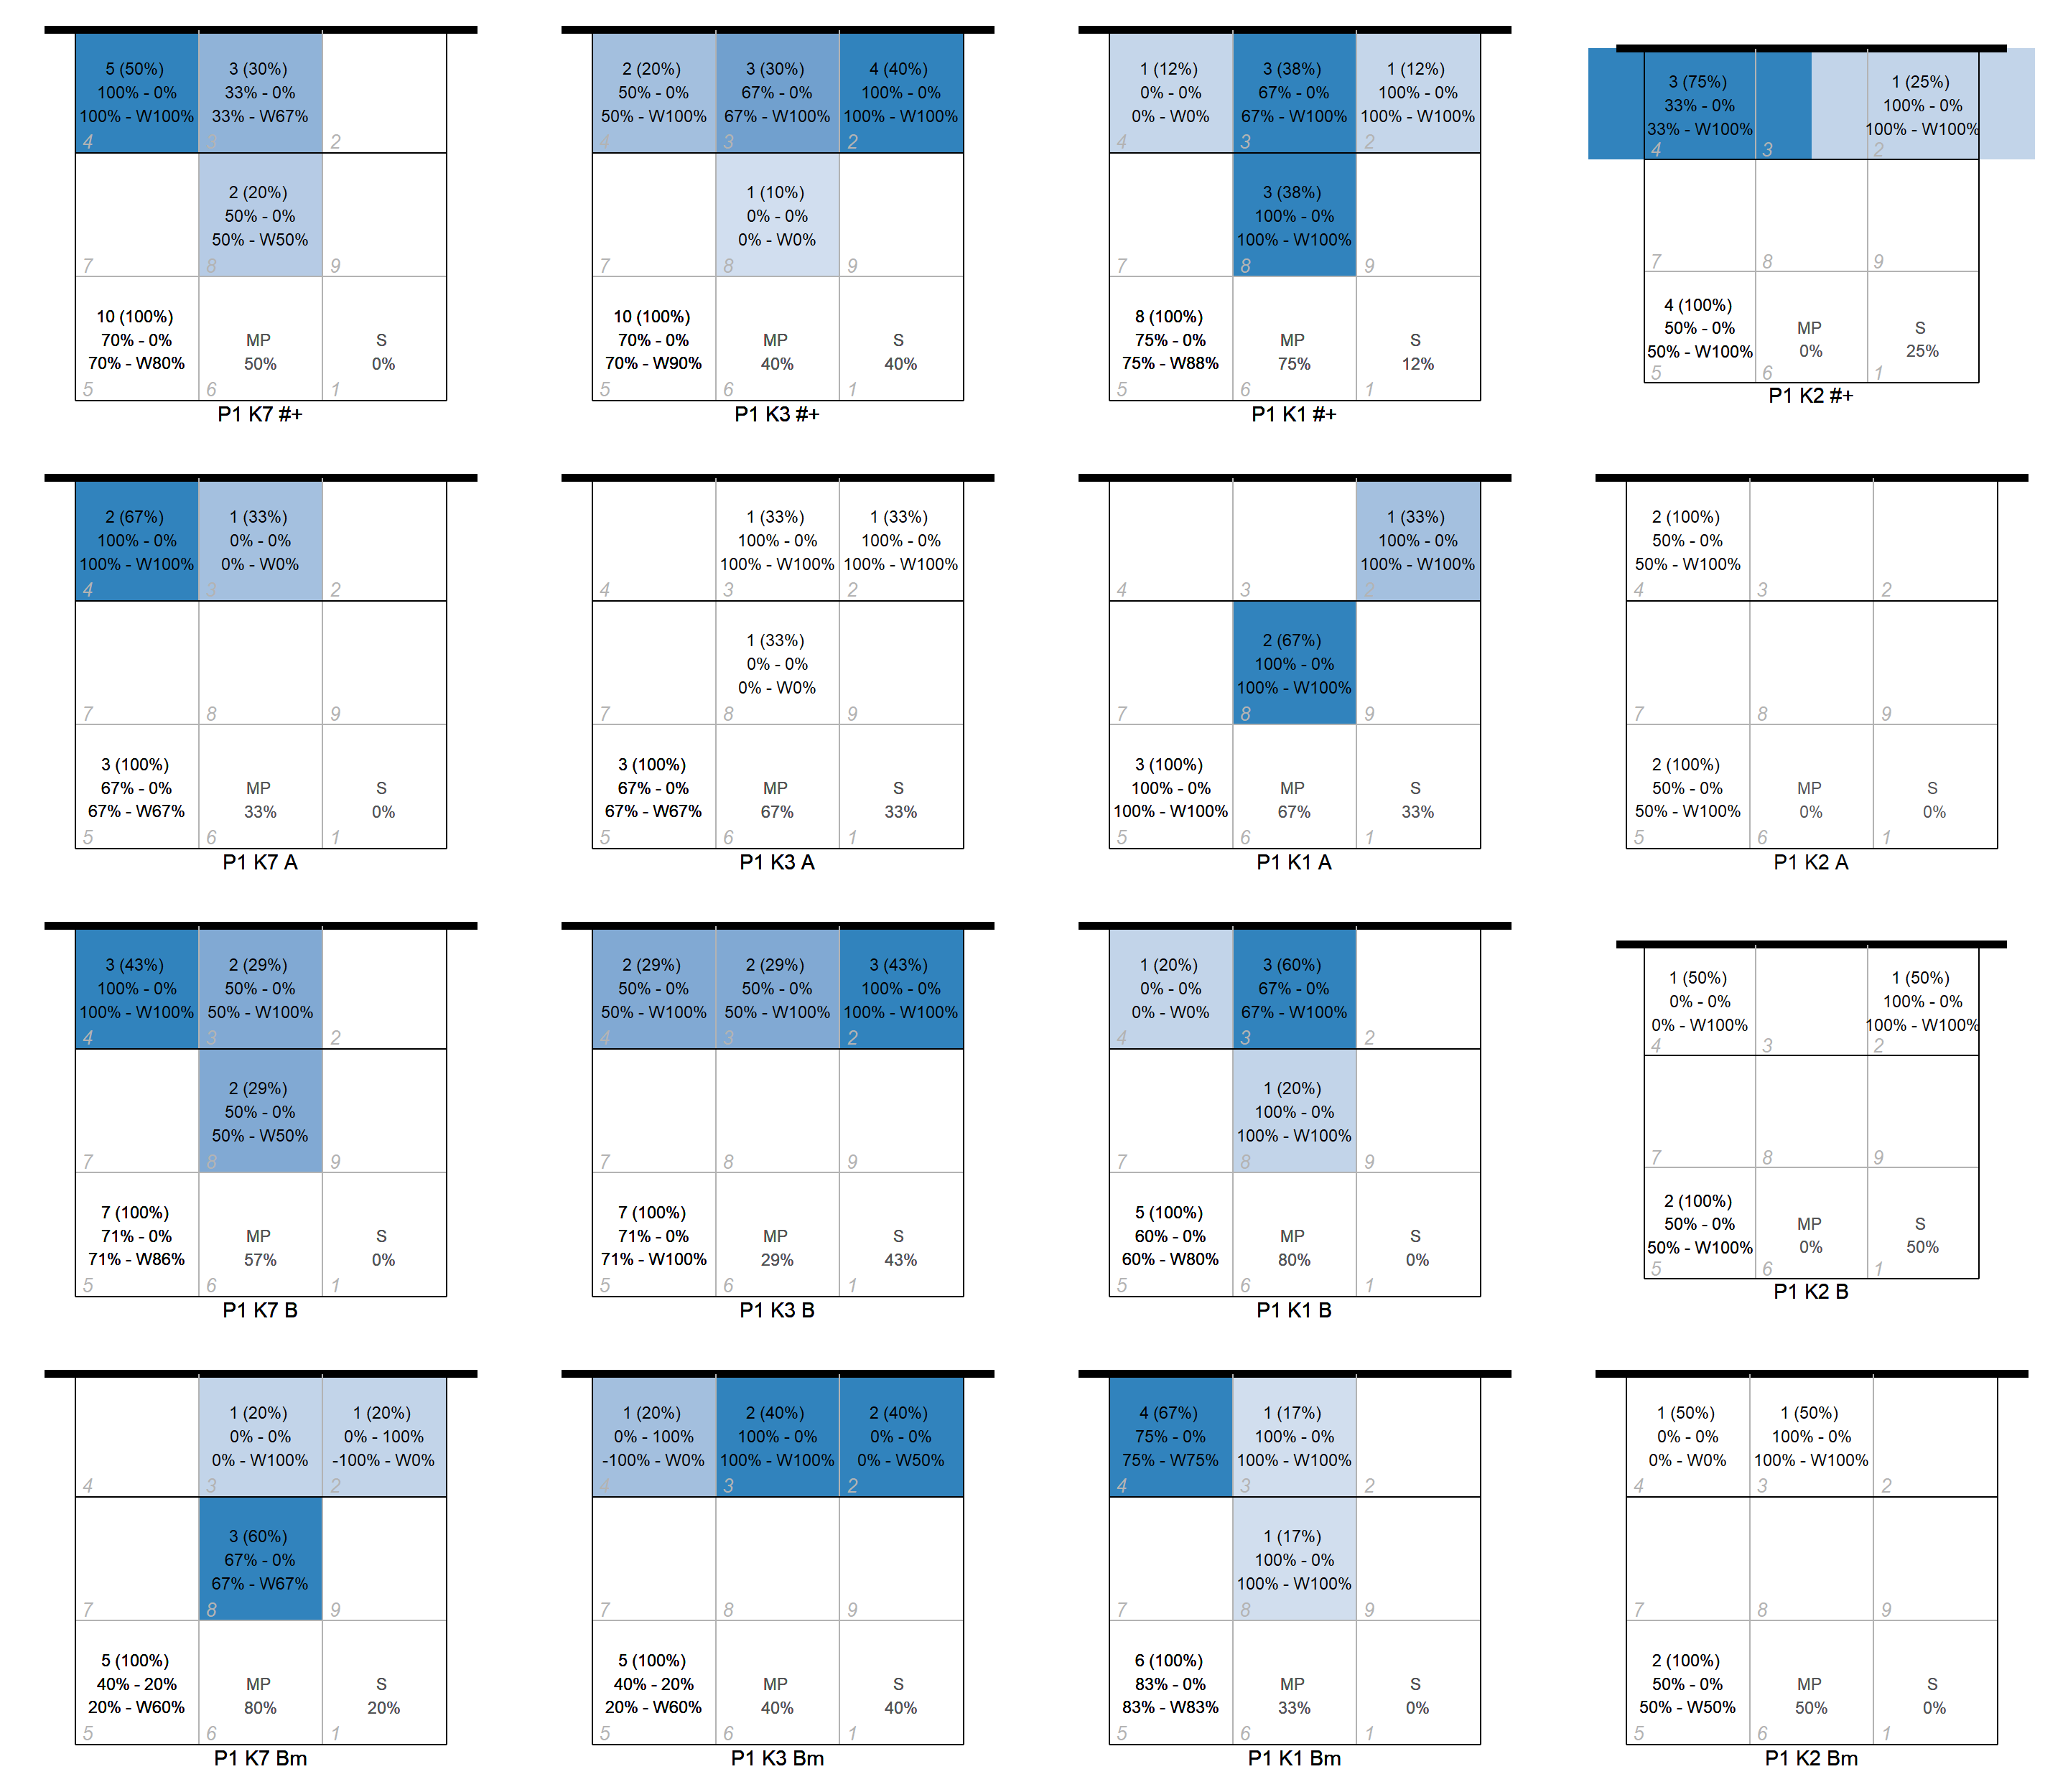 5 (50%)
100% - 0%
100% - W100%
4
3 (30%)
33% - 0%
33% - W67%
3
2
7
2 (20%)
50% - 0%
50% - W50%
8
9
10 (100%)
70% - 0%
70% - W80%
5
MP
50%
6
S
0%
1
P1 K7 #+
2 (20%)
50% - 0%
50% - W100%
4
3 (30%)
67% - 0%
67% - W100%
3
4 (40%)
100% - 0%
100% - W100%
2
7
1 (10%)
0% - 0%
0% - W0%
8
9
10 (100%)
70% - 0%
70% - W90%
5
MP
40%
6
S
40%
1
P1 K3 #+
1 (12%)
0% - 0%
0% - W0%
4
3 (38%)
67% - 0%
67% - W100%
3
1 (12%)
100% - 0%
100% - W100%
2
7
3 (38%)
100% - 0%
100% - W100%
8
9
8 (100%)
75% - 0%
75% - W88%
5
MP
75%
6
S
12%
1
P1 K1 #+
3 (75%)
33% - 0%
33% - W100%
4
3
1 (25%)
100% - 0%
100% - W100%
2
7
8
9
4 (100%)
50% - 0%
50% - W100%
5
MP
0%
6
S
25%
1
P1 K2 #+
2 (67%)
100% - 0%
100% - W100%
4
1 (33%)
0% - 0%
0% - W0%
3
2
7
8
9
3 (100%)
67% - 0%
67% - W67%
5
MP
33%
6
S
0%
1
P1 K7 A
4
1 (33%)
100% - 0%
100% - W100%
3
1 (33%)
100% - 0%
100% - W100%
2
7
1 (33%)
0% - 0%
0% - W0%
8
9
3 (100%)
67% - 0%
67% - W67%
5
MP
67%
6
S
33%
1
P1 K3 A
4
3
1 (33%)
100% - 0%
100% - W100%
2
7
2 (67%)
100% - 0%
100% - W100%
8
9
3 (100%)
100% - 0%
100% - W100%
5
MP
67%
6
S
33%
1
P1 K1 A
2 (100%)
50% - 0%
50% - W100%
4
3
2
7
8
9
2 (100%)
50% - 0%
50% - W100%
5
MP
0%
6
S
0%
1
P1 K2 A
3 (43%)
100% - 0%
100% - W100%
4
2 (29%)
50% - 0%
50% - W100%
3
2
7
2 (29%)
50% - 0%
50% - W50%
8
9
7 (100%)
71% - 0%
71% - W86%
5
MP
57%
6
S
0%
1
P1 K7 B
2 (29%)
50% - 0%
50% - W100%
4
2 (29%)
50% - 0%
50% - W100%
3
3 (43%)
100% - 0%
100% - W100%
2
7
8
9
7 (100%)
71% - 0%
71% - W100%
5
MP
29%
6
S
43%
1
P1 K3 B
1 (20%)
0% - 0%
0% - W0%
4
3 (60%)
67% - 0%
67% - W100%
3
2
7
1 (20%)
100% - 0%
100% - W100%
8
9
5 (100%)
60% - 0%
60% - W80%
5
MP
80%
6
S
0%
1
P1 K1 B
1 (50%)
0% - 0%
0% - W100%
4
3
1 (50%)
100% - 0%
100% - W100%
2
7
8
9
2 (100%)
50% - 0%
50% - W100%
5
MP
0%
6
S
50%
1
P1 K2 B
4
1 (20%)
0% - 0%
0% - W100%
3
1 (20%)
0% - 100%
-100% - W0%
2
7
3 (60%)
67% - 0%
67% - W67%
8
9
5 (100%)
40% - 20%
20% - W60%
5
MP
80%
6
S
20%
1
P1 K7 Bm
1 (20%)
0% - 100%
-100% - W0%
4
2 (40%)
100% - 0%
100% - W100%
3
2 (40%)
0% - 0%
0% - W50%
2
7
8
9
5 (100%)
40% - 20%
20% - W60%
5
MP
40%
6
S
40%
1
P1 K3 Bm
4 (67%)
75% - 0%
75% - W75%
4
1 (17%)
100% - 0%
100% - W100%
3
2
7
1 (17%)
100% - 0%
100% - W100%
8
9
6 (100%)
83% - 0%
83% - W83%
5
MP
33%
6
S
0%
1
P1 K1 Bm
1 (50%)
0% - 0%
0% - W0%
4
1 (50%)
100% - 0%
100% - W100%
3
2
7
8
9
2 (100%)
50% - 0%
50% - W50%
5
MP
50%
6
S
0%
1
P1 K2 Bm